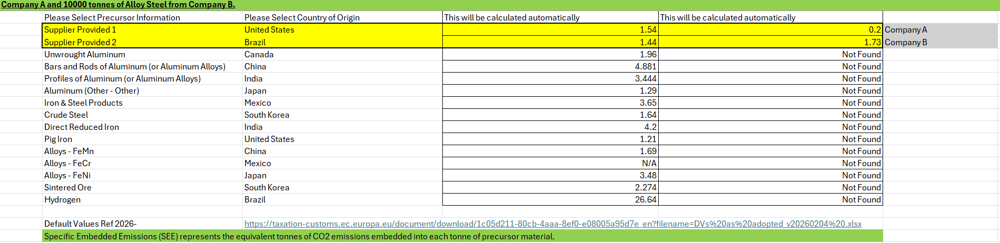 Company A and 10000 tonnes of Alloy Steel from Company B.
Please Select Precursor Information Please Select Country of Origin This will be calculated automatically This will be calculated automatically
Supplier Provided 1 United States 1.54 0.2 Company A
Supplier Provided 2 Brazil 1.44 1.73 Company B
Unwrought Aluminum Canada 1.96 Not Found
Bars and Rods of Aluminum (or Aluminum Alloys) China 4.881 Not Found
Profiles of Aluminum (or Aluminum Alloys) India 3.444 Not Found
Aluminum (Other - Other) Japan 1.29 Not Found
Iron & Steel Products Mexico 3.65 Not Found
Crude Steel South Korea 1.64 Not Found
Direct Reduced Iron India 4.2 Not Found
Pig Iron United States 1.21 Not Found
Alloys - FeMn China 1.69 Not Found
Alloys - FeCr Mexico N/A Not Found
Alloys - FeNi Japan 3.48 Not Found
Sintered Ore South Korea 2.274 Not Found
Hydrogen Brazil 26.64 Not Found
Default Values Ref 2026- https://taxation-customs.ec.europa.eu/document/download/1c05d211-80cb-4aaa-8ef0-e08005a95d7e_en?filename=DVs%20as%20adopted_v20260204%20.xlsx
Specific Embedded Emissions (SEE) represents the equivalent tonnes of CO2 emissions embedded into each tonne of precursor material.